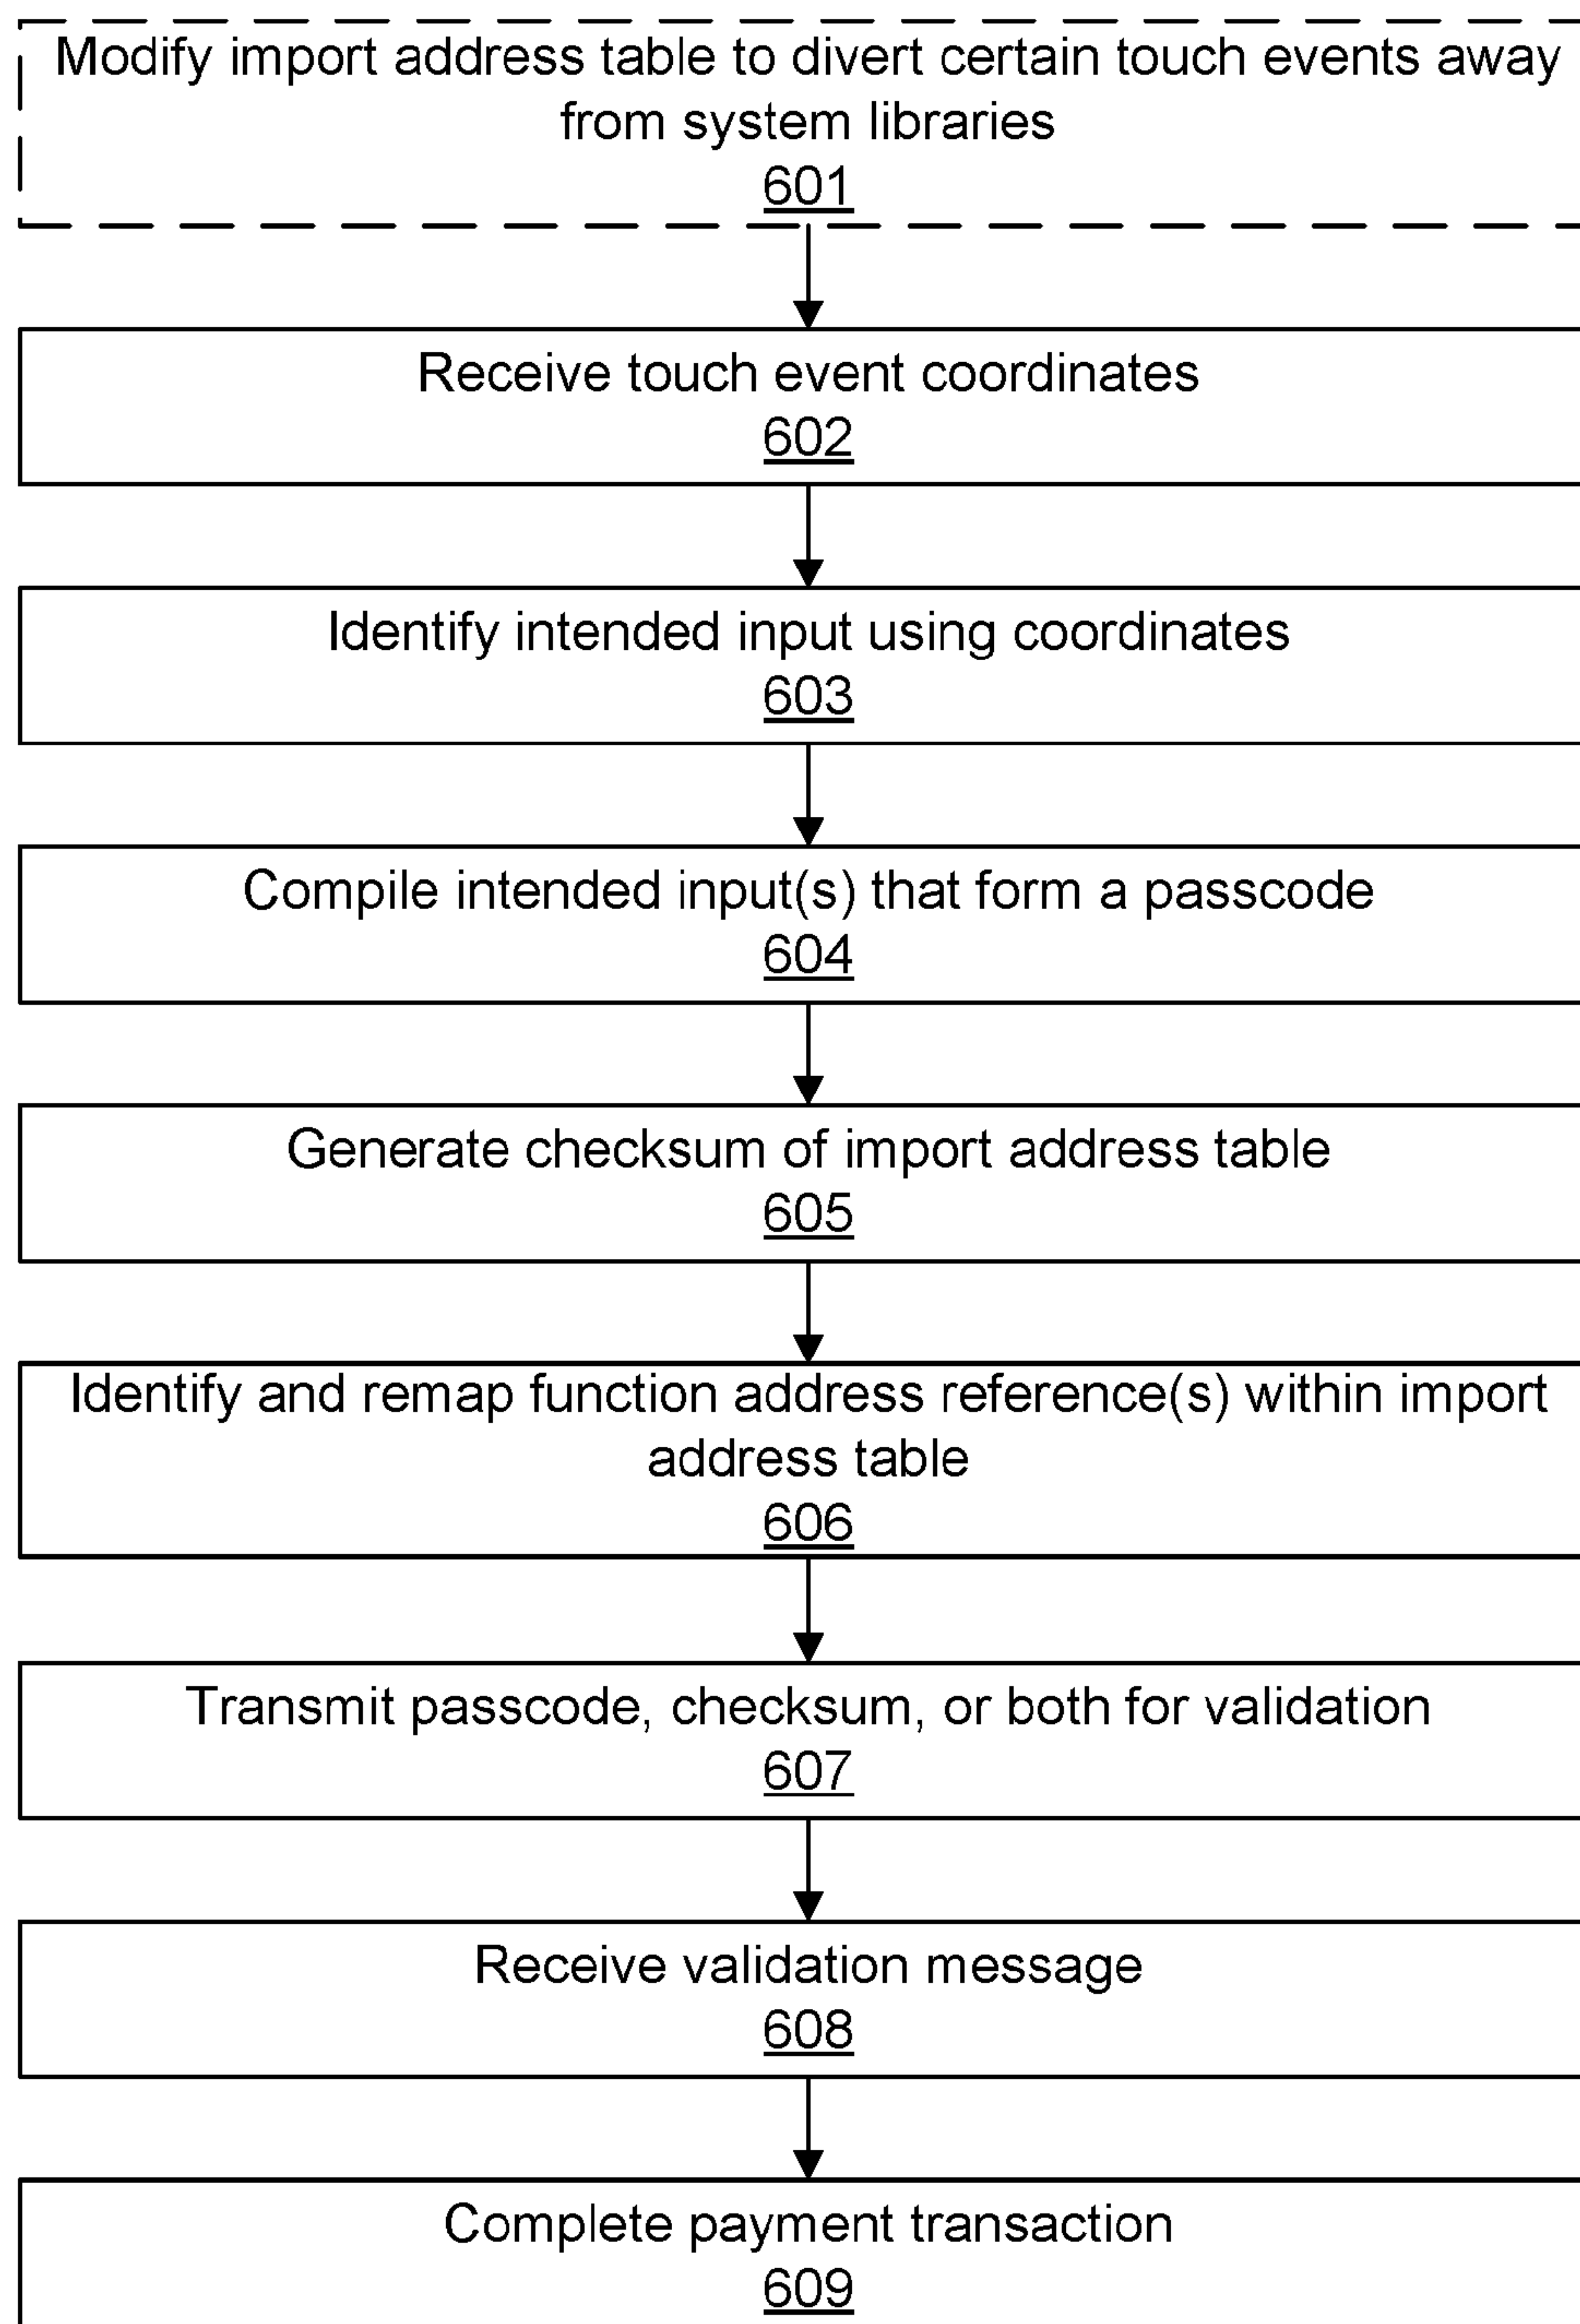 Modify import address table to divert certain touch events away
from system libraries
601
Receive touch event coordinates
602
Identify intended input using coordinates
603
Compile intended input(s) that form a passcode
604
Generate checksum of import address table
605
Identify and remap function address reference(s) within import
address table
606
Transmit passcode, checksum, or both for validation
607
Receive validation message
608
Complete payment transaction
609